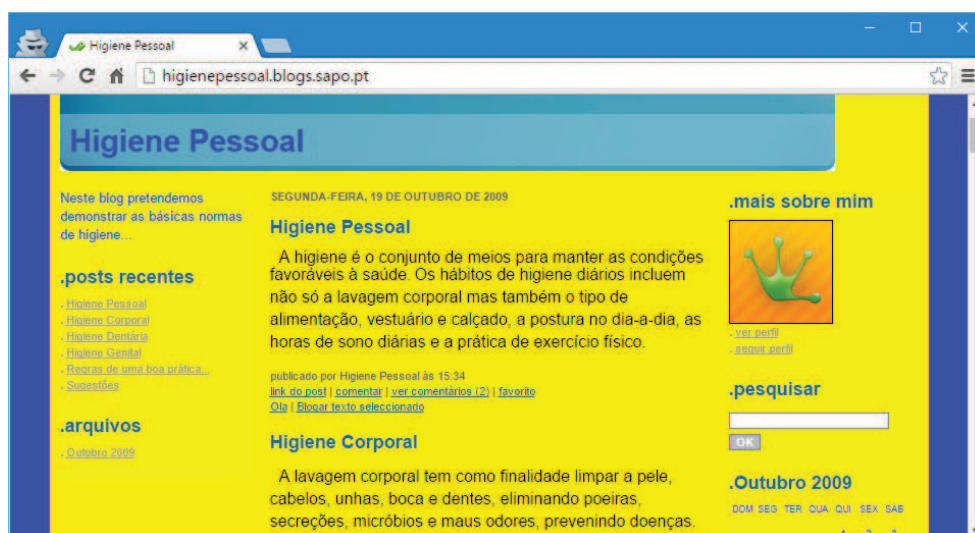 Higiene Pessoal
higienepessoal.blogs.sapo.pt
Higiene Pessoal
Neste blog pretendemos
demonstrar as básicas normas
de higiene...
.posts recentes
. Higiene Pessoal
. Higiene Corporal
. Higiene Dentária
. Higiene Genital
. Regras de uma boa prática...
. Sugestões
.arquivos
. Outubro 2009
SEGUNDA-FEIRA, 19 DE OUTUBRO DE 2009
Higiene Pessoal
A higiene é o conjunto de meios para manter as condições
favoráveis à saúde. Os hábitos de higiene diários incluem
não só a lavagem corporal mas também o tipo de
alimentação, vestuário e calçado, a postura no dia-a-dia, as
horas de sono diárias e a prática de exercício físico.
publicado por Higiene Pessoal às 15:34
link do post | comentar | ver comentários (2) | favorito
Ola | Blogar texto seleccionado
Higiene Corporal
A lavagem corporal tem como finalidade limpar a pele,
cabelos, unhas, boca e dentes, eliminando poeiras,
secreções, micróbios e maus odores, prevenindo doenças.
.mais sobre mim
. ver perfil
. seguir perfil
.pesquisar
OK
.Outubro 2009
DOM SEG TER QUA QUI SEX SAB